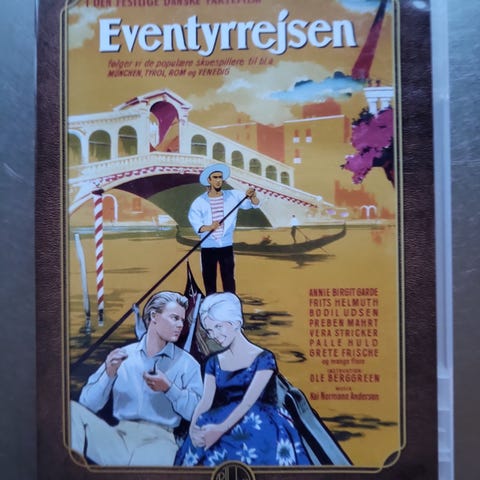 I DEN FESTLIGE DANSKE FARVEFILM
Eventyrrejsen
følger vi de populære skuespillere til bl.a.
MÜNCHEN, TYROL, ROM og VENEDIG
ANNIE BIRGIT GARDE
FRITS HELMUTH
BODIL UDSEN
PREBEN MAHRT
VERA STRICKER
PALLE HULD
GRETE FRISCHE
og mange flere
INSTRUKTION
OLE BERGGREEN
MUSIK
Kai Normann Andersen